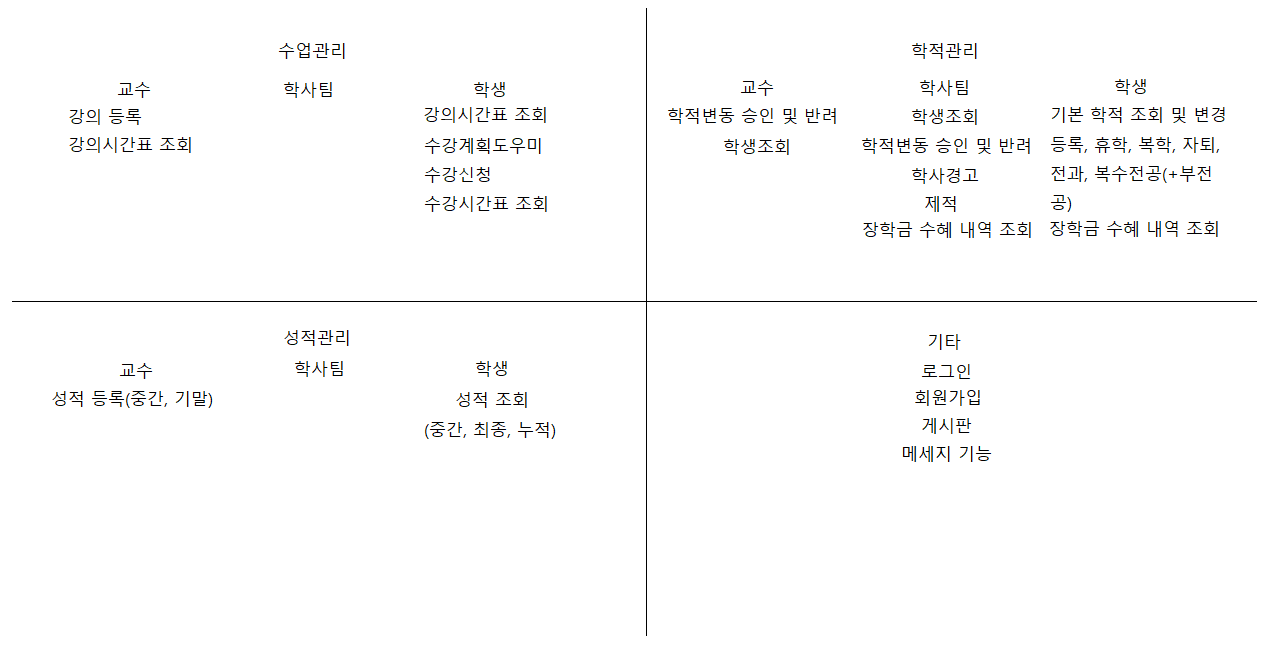 수업관리
교수
강의 등록
강의시간표 조회
학사팀
학생
강의시간표 조회
수강계획도우미
수강신청
수강시간표 조회
학적관리
교수
학적변동 승인 및 반려
학생조회
학사팀
학생조회
학적변동 승인 및 반려
학사경고
제적
장학금 수혜 내역 조회
학생
기본 학적 조회 및 변경
등록, 휴학, 복학, 자퇴,
전과, 복수전공(+부전
공)
장학금 수혜 내역 조회
성적관리
교수
성적 등록(중간, 기말)
학사팀
학생
성적 조회
(중간, 최종, 누적)
기타
로그인
회원가입
게시판
메세지 기능